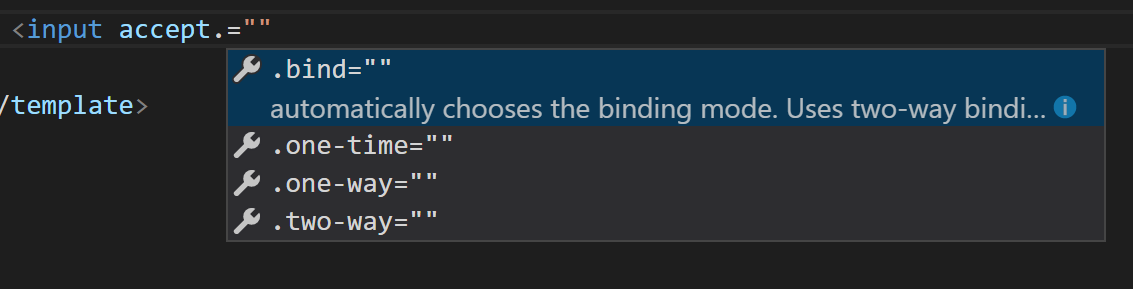 <input accept.=""
.bind=""
automatically chooses the binding mode. Uses two-way bindi...
/template>
.one-time=""
.one-way=""
.two-way=""